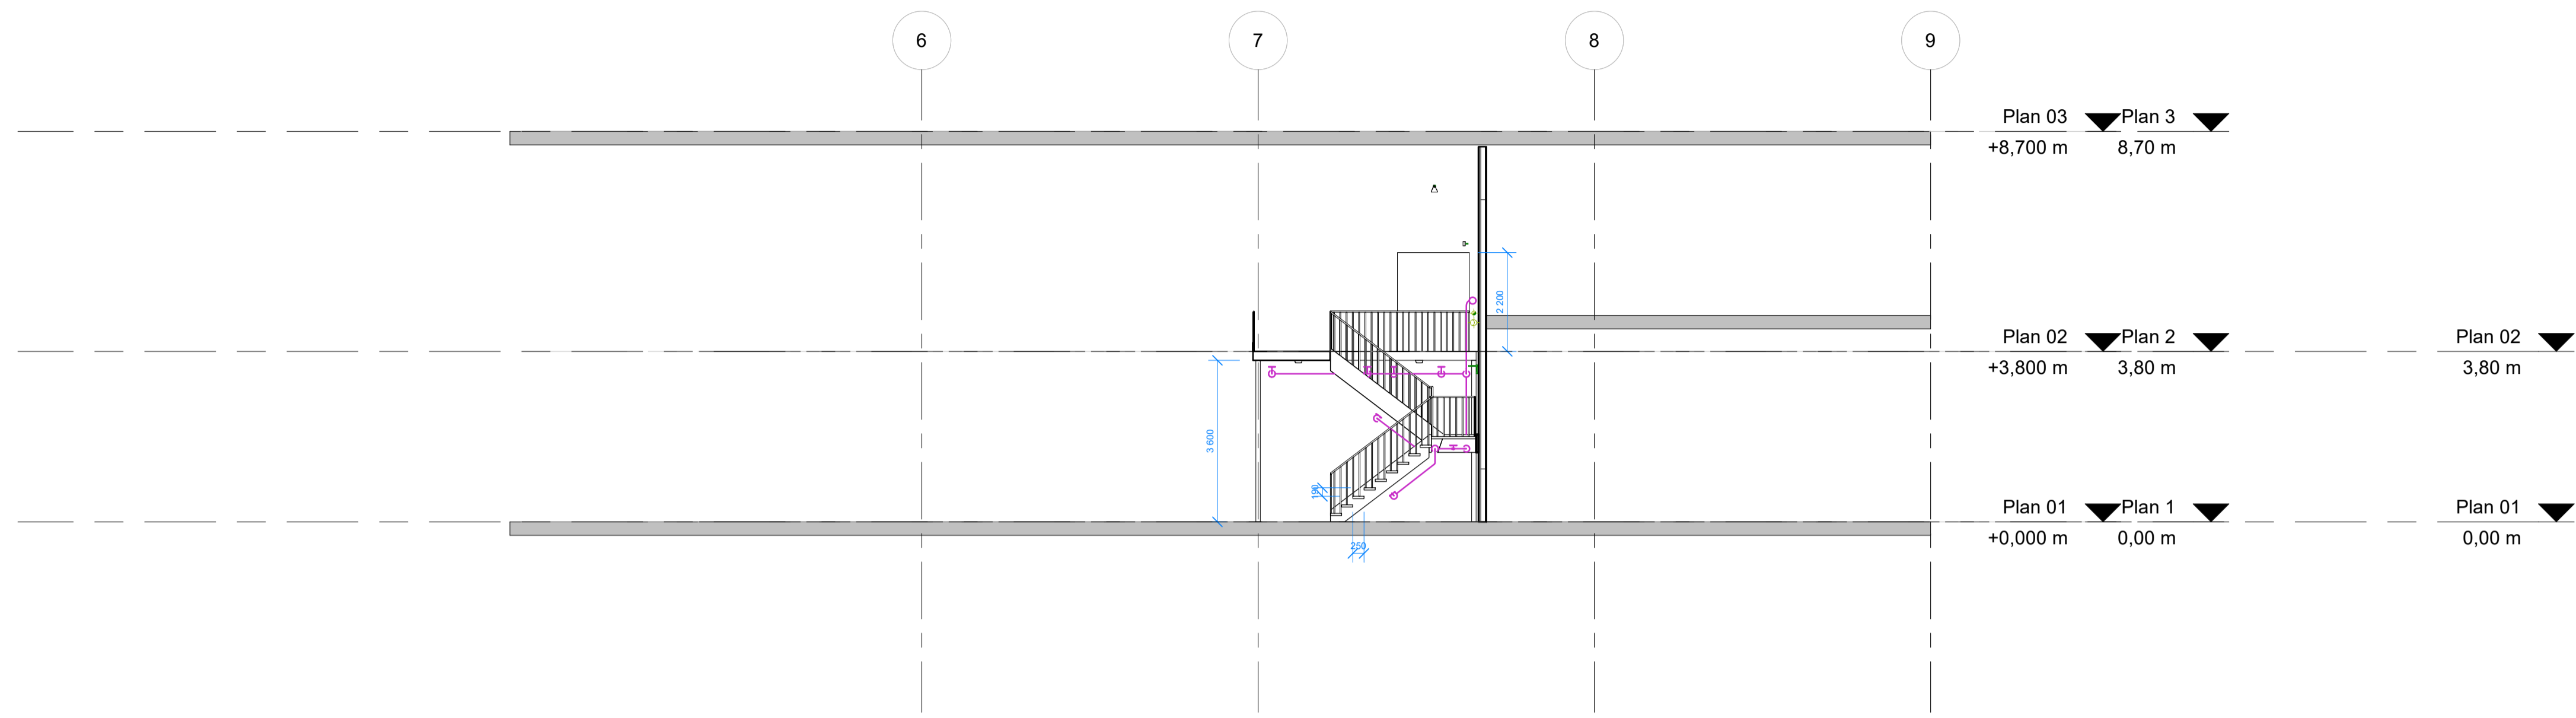 6
7
8
9
Plan 03
Plan 3
+8,700 m
8,70 m
2 200
Plan 02
Plan 2
Plan 02
+3,800 m
3,80 m
3,80 m
3 600
190
Plan 01
Plan 1
Plan 01
+0,000 m
0,00 m
0,00 m
250